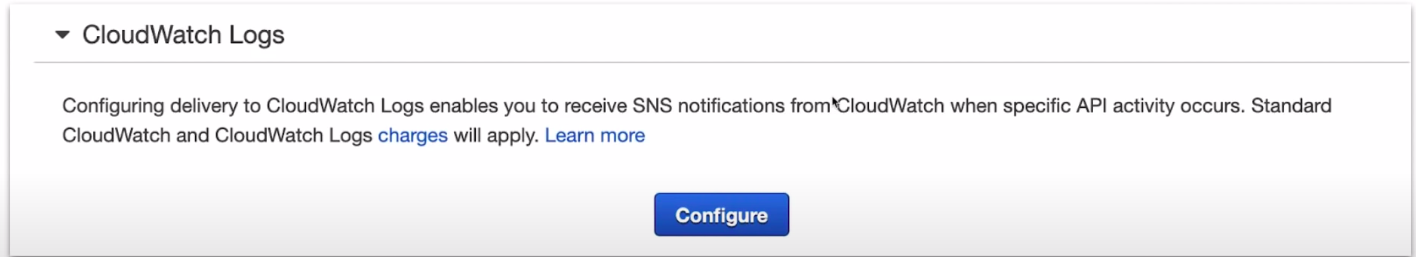 CloudWatch Logs
Configuring delivery to CloudWatch Logs enables you to receive SNS notifications from CloudWatch when specific API activity occurs. Standard
CloudWatch and CloudWatch Logs charges will apply. Learn more
Configure